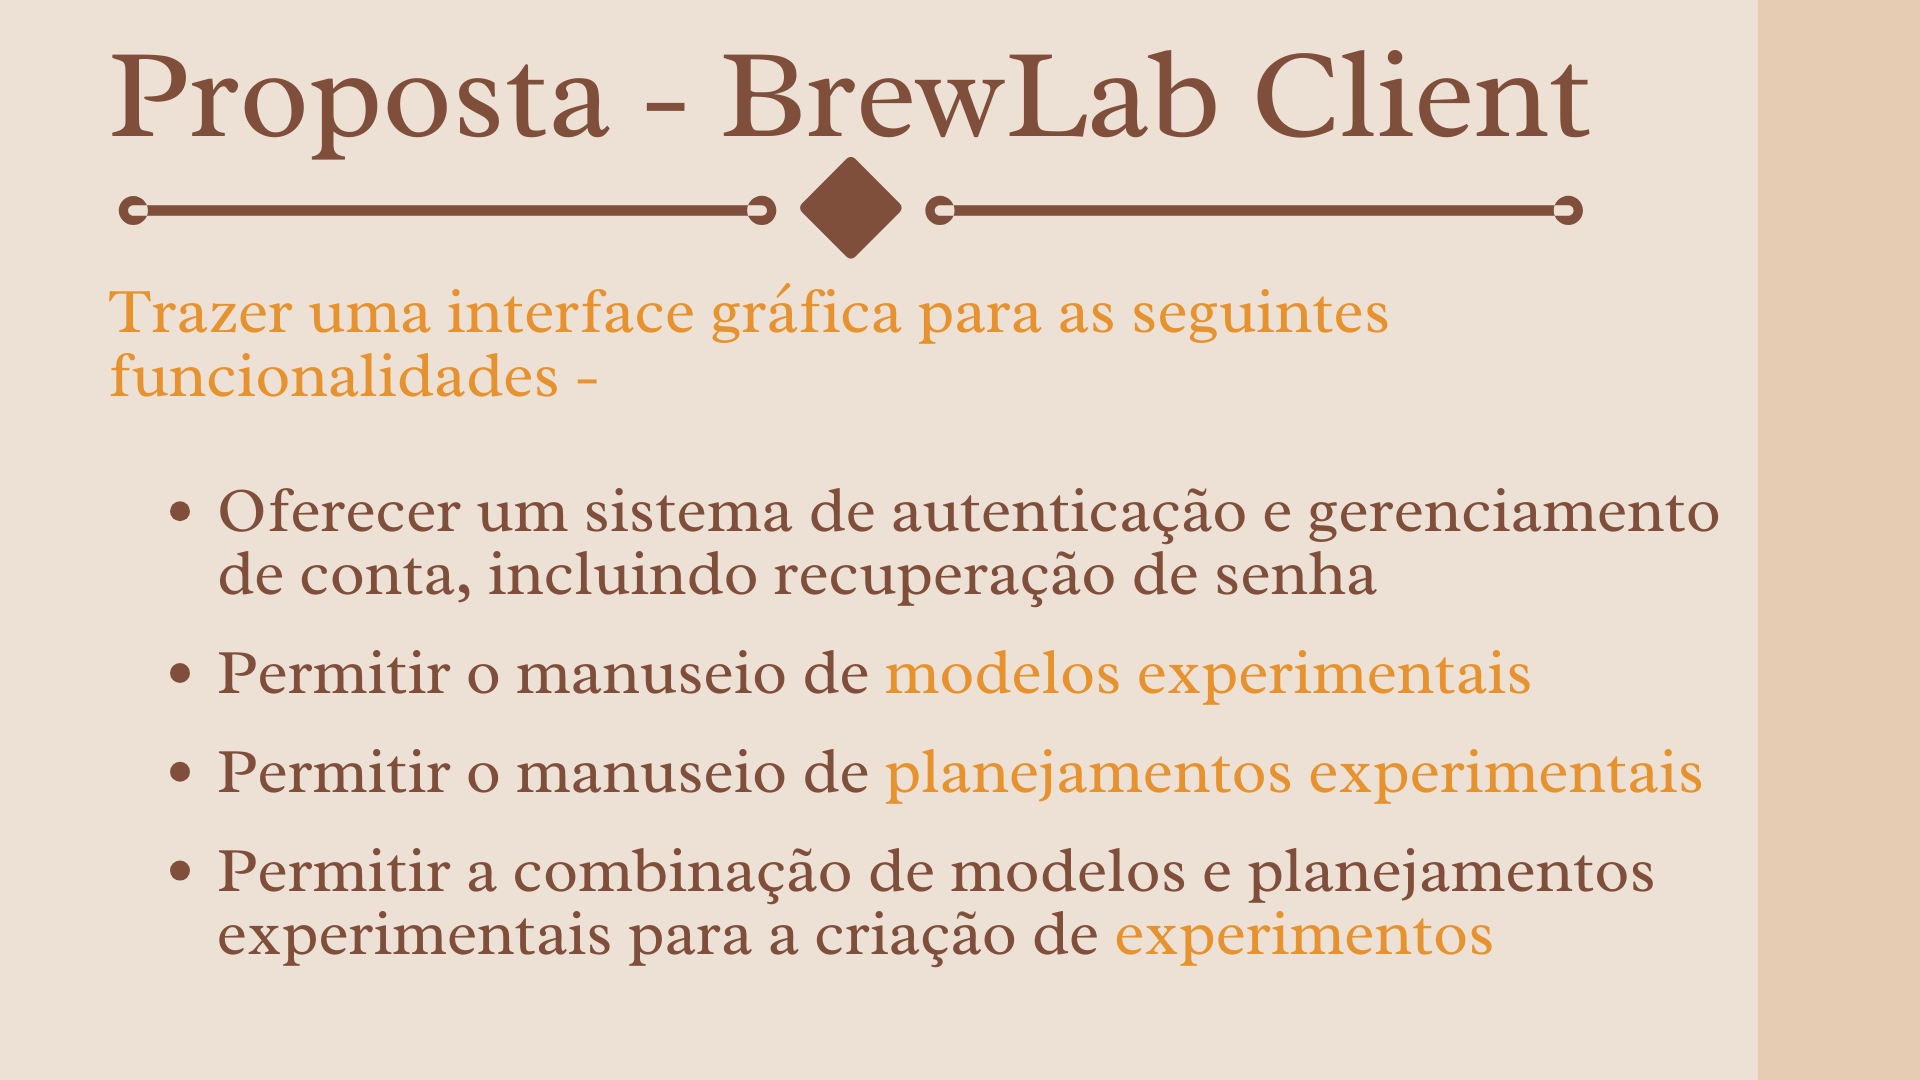 Proposta - BrewLab Client
Trazer uma interface gráfica para as seguintes
funcionalidades -
• Oferecer um sistema de autenticação e gerenciamento
de conta, incluindo recuperação de senha
• Permitir o manuseio de modelos experimentais
• Permitir o manuseio de planejamentos experimentais
• Permitir a combinação de modelos e planejamentos
experimentais para a criação de experimentos